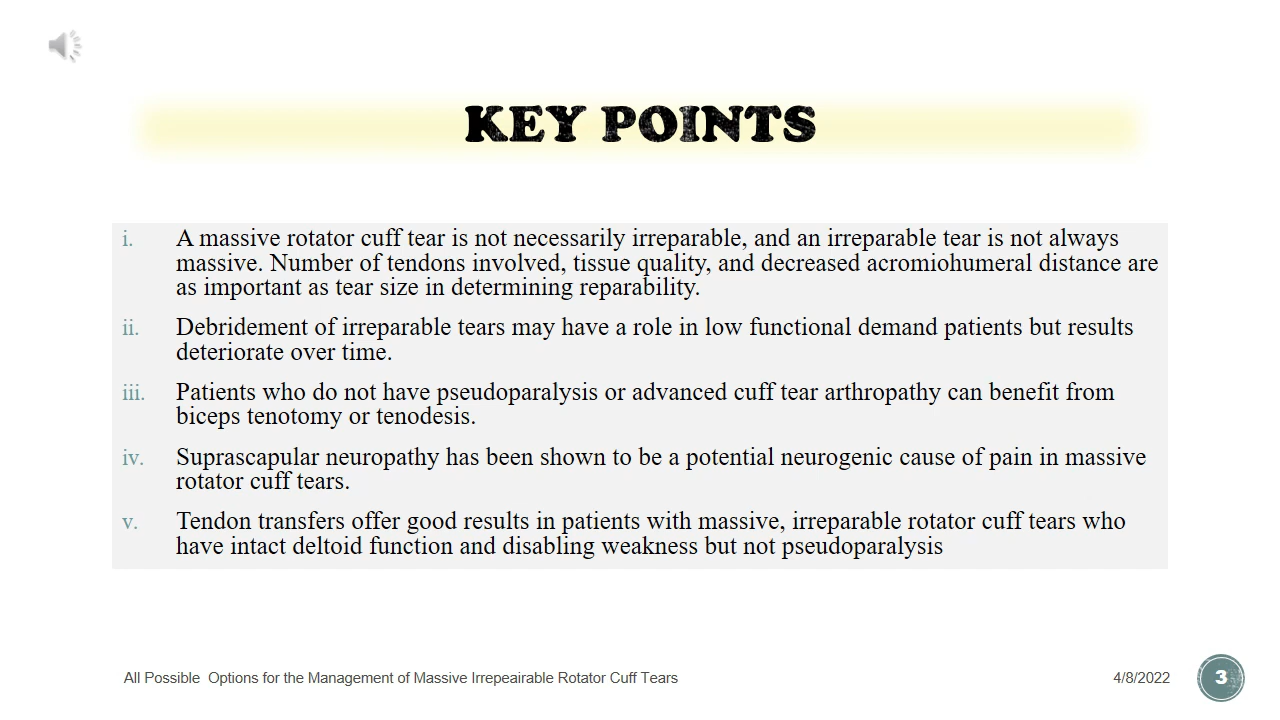 KEY POINTS
i. A massive rotator cuff tear is not necessarily irreparable, and an irreparable tear is not always
massive. Number of tendons involved, tissue quality, and decreased acromiohumeral distance are
as important as tear size in determining reparability.
ii. Debridement of irreparable tears may have a role in low functional demand patients but results
deteriorate over time.
iii. Patients who do not have pseudoparalysis or advanced cuff tear arthropathy can benefit from
biceps tenotomy or tenodesis.
iv. Suprascapular neuropathy has been shown to be a potential neurogenic cause of pain in massive
rotator cuff tears.
v. Tendon transfers offer good results in patients with massive, irreparable rotator cuff tears who
have intact deltoid function and disabling weakness but not pseudoparalysis
All Possible  Options for the Management of Massive Irrepeairable Rotator Cuff Tears
4/8/2022
3